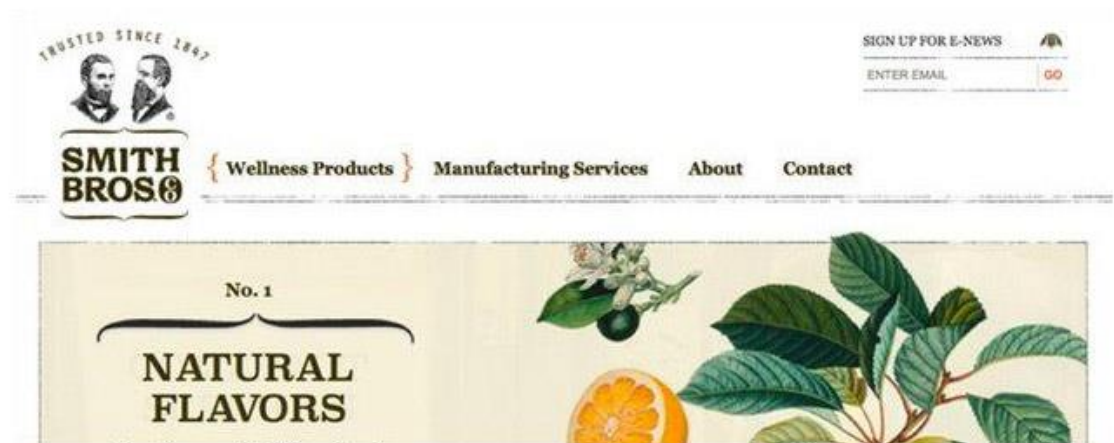 TRUSTED SINCE 1847
SMITH
BROS.
SIGN UP FOR E-NEWS
ENTER EMAIL GO
{ Wellness Products } Manufacturing Services About Contact
No. 1
NATURAL
FLAVORS